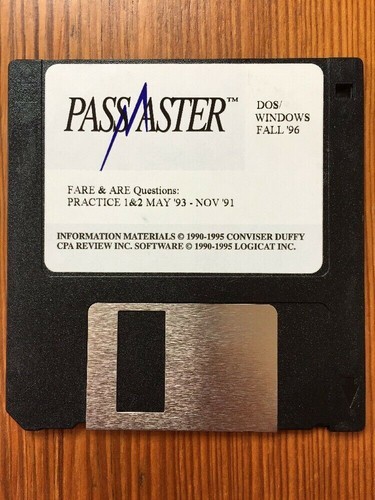 PASSMASTER™
DOS/
WINDOWS
FALL '96
FARE & ARE Questions:
PRACTICE 1&2 MAY '93 - NOV '91
INFORMATION MATERIALS © 1990-1995 CONVISER DUFFY
CPA REVIEW INC. SOFTWARE © 1990-1995 LOGICAT INC.